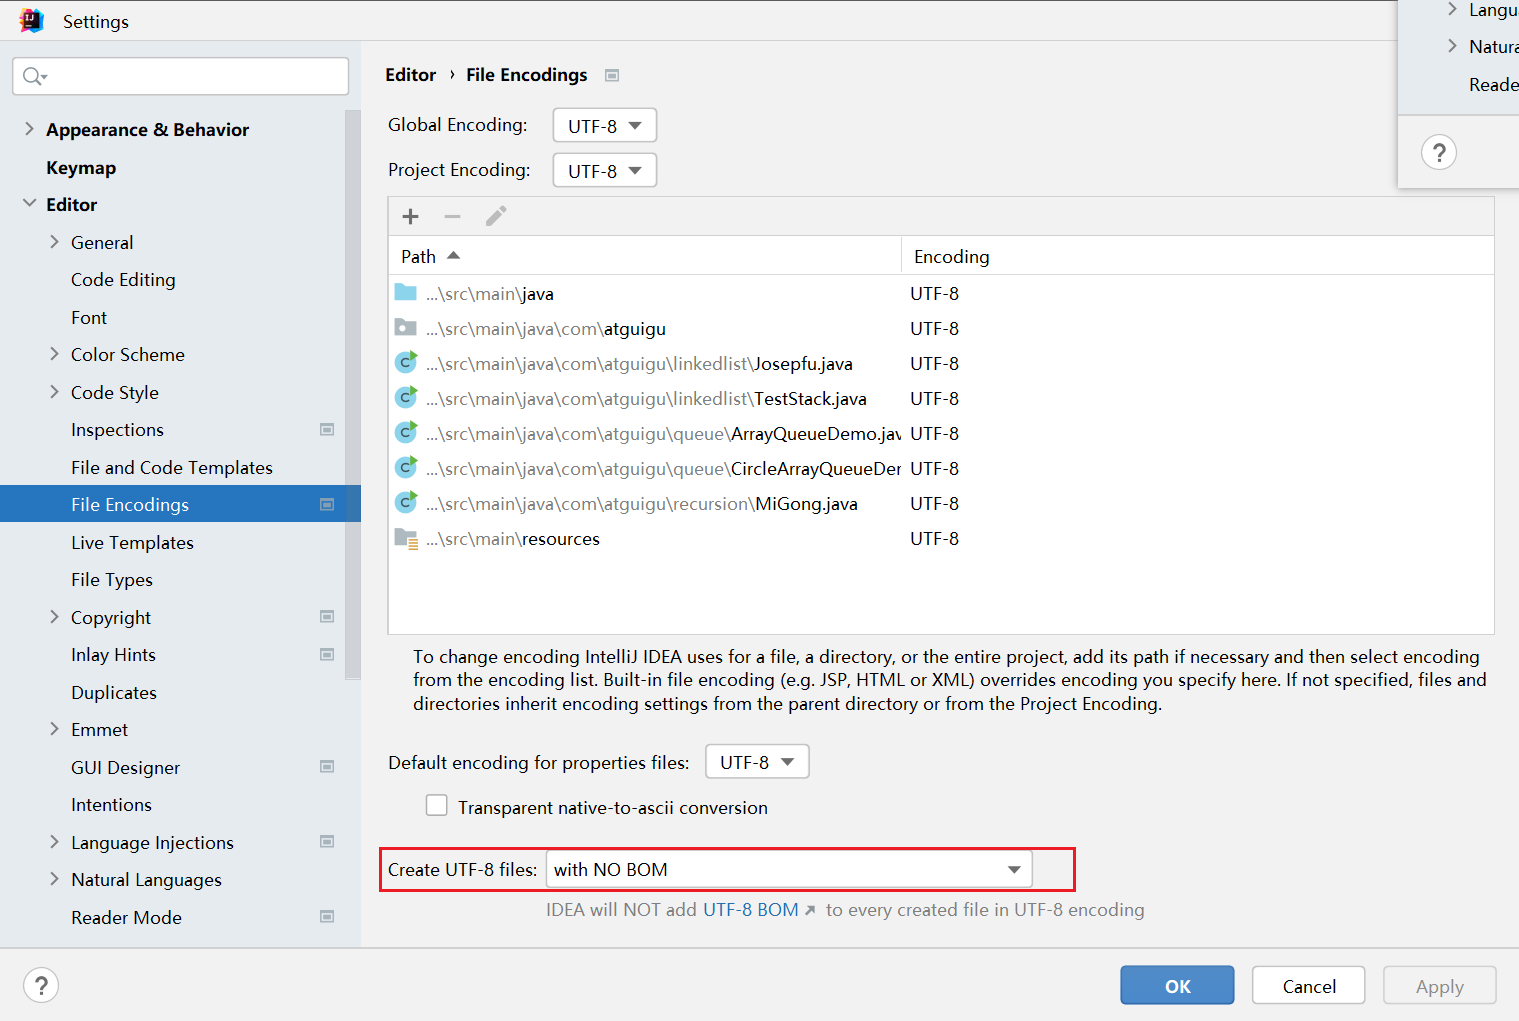 Settings
Langu
Natura
Reade
?
Appearance & Behavior
Keymap
Editor
General
Code Editing
Font
Color Scheme
Code Style
Inspections
File and Code Templates
File Encodings
Live Templates
File Types
Copyright
Inlay Hints
Duplicates
Emmet
GUI Designer
Intentions
Language Injections
Natural Languages
Reader Mode
Editor › File Encodings
Global Encoding: UTF-8
Project Encoding: UTF-8
Path Encoding
...\src\main\java UTF-8
...\src\main\java\com\atguigu UTF-8
...\src\main\java\com\atguigu\linkedlist\Josepfu.java UTF-8
...\src\main\java\com\atguigu\linkedlist\TestStack.java UTF-8
...\src\main\java\com\atguigu\queue\ArrayQueueDemo.jav UTF-8
...\src\main\java\com\atguigu\queue\CircleArrayQueueDer UTF-8
...\src\main\java\com\atguigu\recursion\MiGong.java UTF-8
...\src\main\resources UTF-8
To change encoding IntelliJ IDEA uses for a file, a directory, or the entire project, add its path if necessary and then select encoding
from the encoding list. Built-in file encoding (e.g. JSP, HTML or XML) overrides encoding you specify here. If not specified, files and
directories inherit encoding settings from the parent directory or from the Project Encoding.
Default encoding for properties files: UTF-8
Transparent native-to-ascii conversion
Create UTF-8 files: with NO BOM
IDEA will NOT add UTF-8 BOM ↗ to every created file in UTF-8 encoding
?
OK
Cancel
Apply